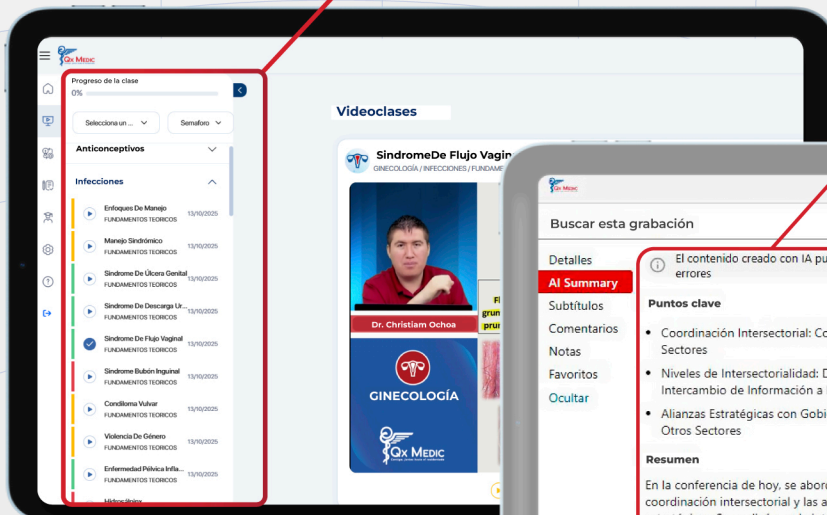 Qx MEDIC
Progreso de la clase
0%
Selecciona un ...
Semaforo
Anticonceptivos
Infecciones
Enfoques De Manejo
FUNDAMENTOS TEORICOS
13/10/2025
Manejo Sindrómico
FUNDAMENTOS TEORICOS
13/10/2025
Sindrome De Úlcera Genital
FUNDAMENTOS TEORICOS
13/10/2025
Sindrome De Descarga Ur...
FUNDAMENTOS TEORICOS
13/10/2025
Sindrome De Flujo Vaginal
FUNDAMENTOS TEORICOS
13/10/2025
Sindrome Bubón Inguinal
FUNDAMENTOS TEORICOS
13/10/2025
Condiloma Vulvar
FUNDAMENTOS TEORICOS
13/10/2025
Violencia De Género
FUNDAMENTOS TEORICOS
13/10/2025
Enfermedad Pélvica Infla...
FUNDAMENTOS TEORICOS
13/10/2025
Videoclases
SindromeDe Flujo Vagin
GINECOLOGÍA / INFECCIONES / FUNDAME
Dr. Christiam Ochoa
GINECOLOGÍA
Qx MEDIC
Qx MEDIC
Buscar esta grabación
Detalles
AI Summary
Subtítulos
Comentarios
Notas
Favoritos
Ocultar
El contenido creado con IA pu
errores
Puntos clave
Coordinación Intersectorial: Co
Sectores
Niveles de Intersectorialidad: D
Intercambio de Información a
Alianzas Estratégicas con Gobi
Otros Sectores
Resumen
En la conferencia de hoy, se abor
coordinación intersectorial y las a